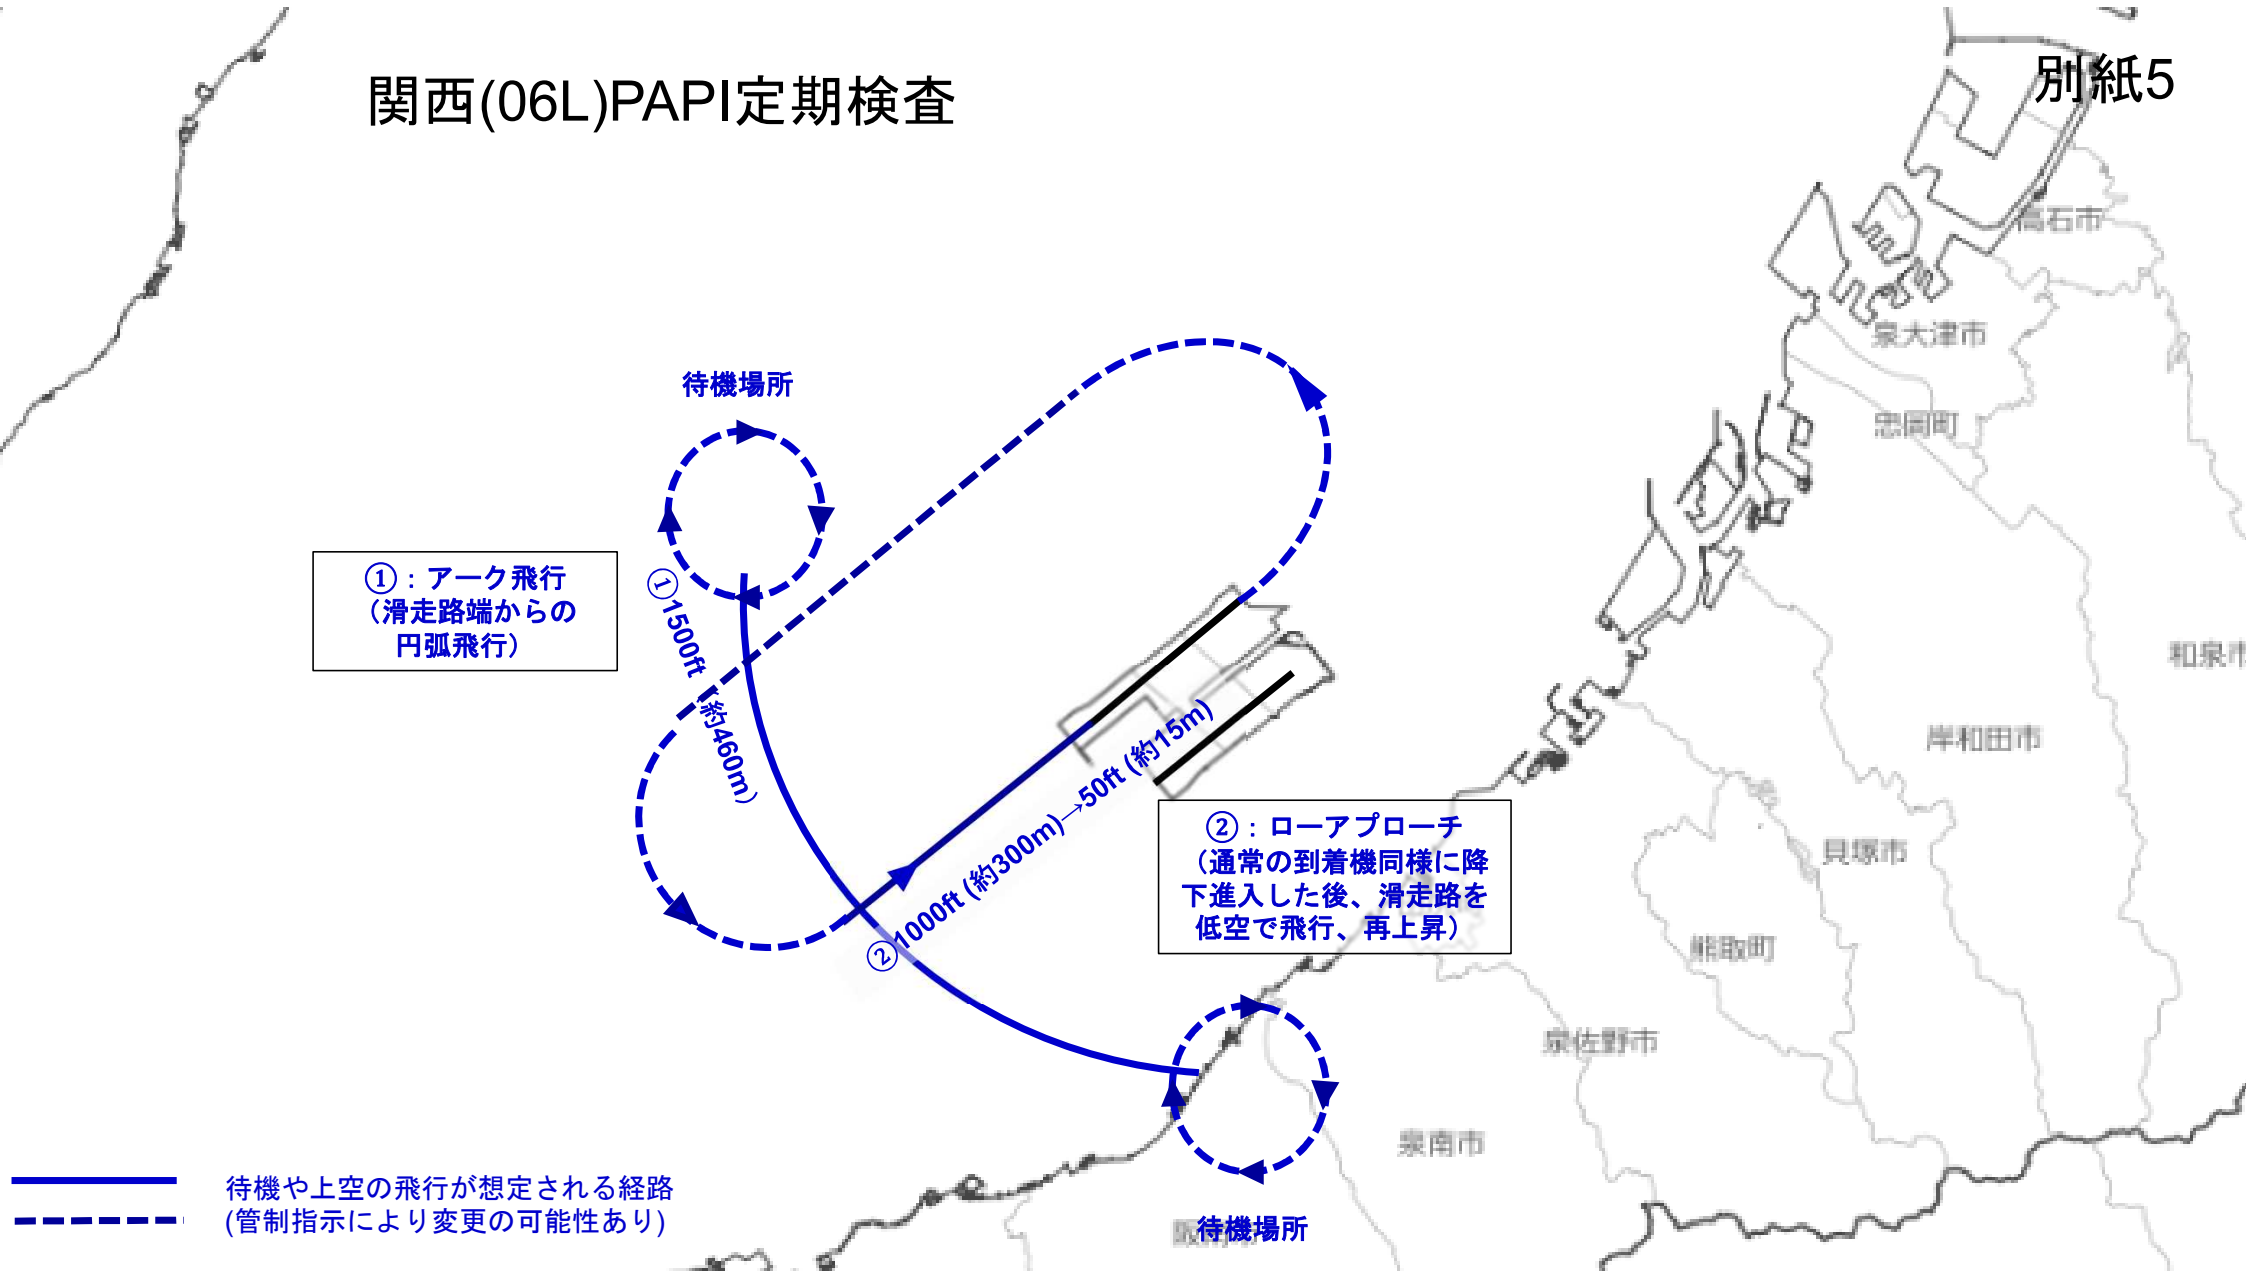 関西(06L)PAPI定期検査
別紙5
高石市
泉大津市
忠岡町
和泉市
岸和田市
貝塚市
熊取町
泉佐野市
泉南市
待機場所
①：アーク飛行
（滑走路端からの
円弧飛行）
①1500ft（約460m）
②1000ft (約300m)→50ft (約15m)
②：ローアプローチ
（通常の到着機同様に降
下進入した後、滑走路を
低空で飛行、再上昇）
待機場所
待機や上空の飛行が想定される経路
(管制指示により変更の可能性あり)